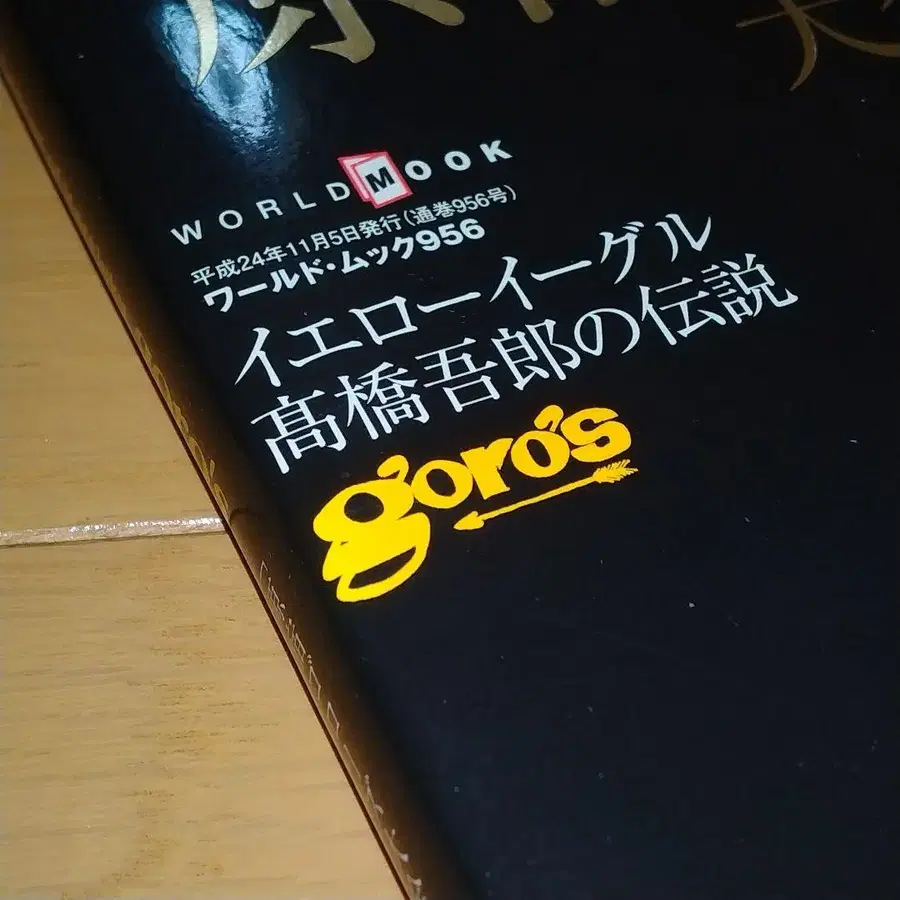 WORLD MOOK
平成24年11月5日発行(通巻956号)
ワールド・ムック956
イエローイーグル
髙橋吾郎の伝説
goro's